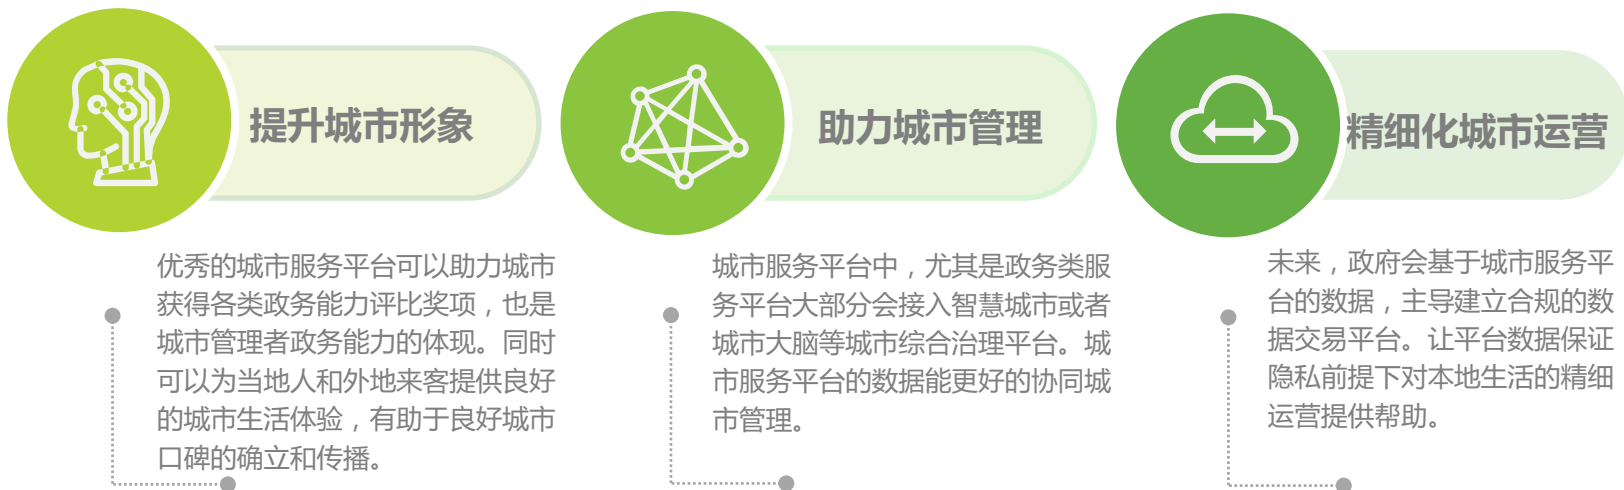 提升城市形象
优秀的城市服务平台可以助力城市
获得各类政务能力评比奖项，也是
城市管理者政务能力的体现。同时
可以为当地人和外地来客提供良好
的城市生活体验，有助于良好城市
口碑的确立和传播。
助力城市管理
城市服务平台中，尤其是政务类服
务平台大部分会接入智慧城市或者
城市大脑等城市综合治理平台。城
市服务平台的数据能更好的协同城
市管理。
精细化城市运营
未来，政府会基于城市服务平
台的数据，主导建立合规的数
据交易平台。让平台数据保证
隐私前提下对本地生活的精细
运营提供帮助。